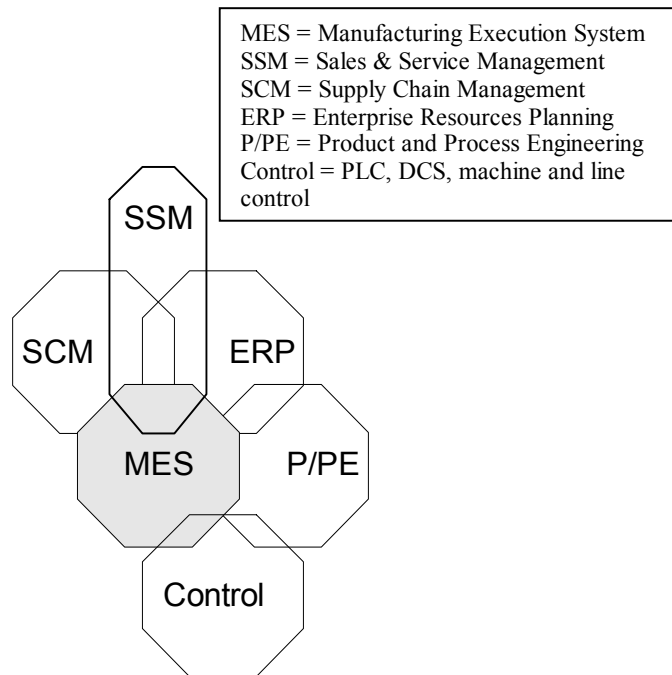 MES = Manufacturing Execution System
SSM = Sales & Service Management
SCM = Supply Chain Management
ERP = Enterprise Resources Planning
P/PE = Product and Process Engineering
Control = PLC, DCS, machine and line
control
SSM
SCM
ERP
MES
P/PE
Control